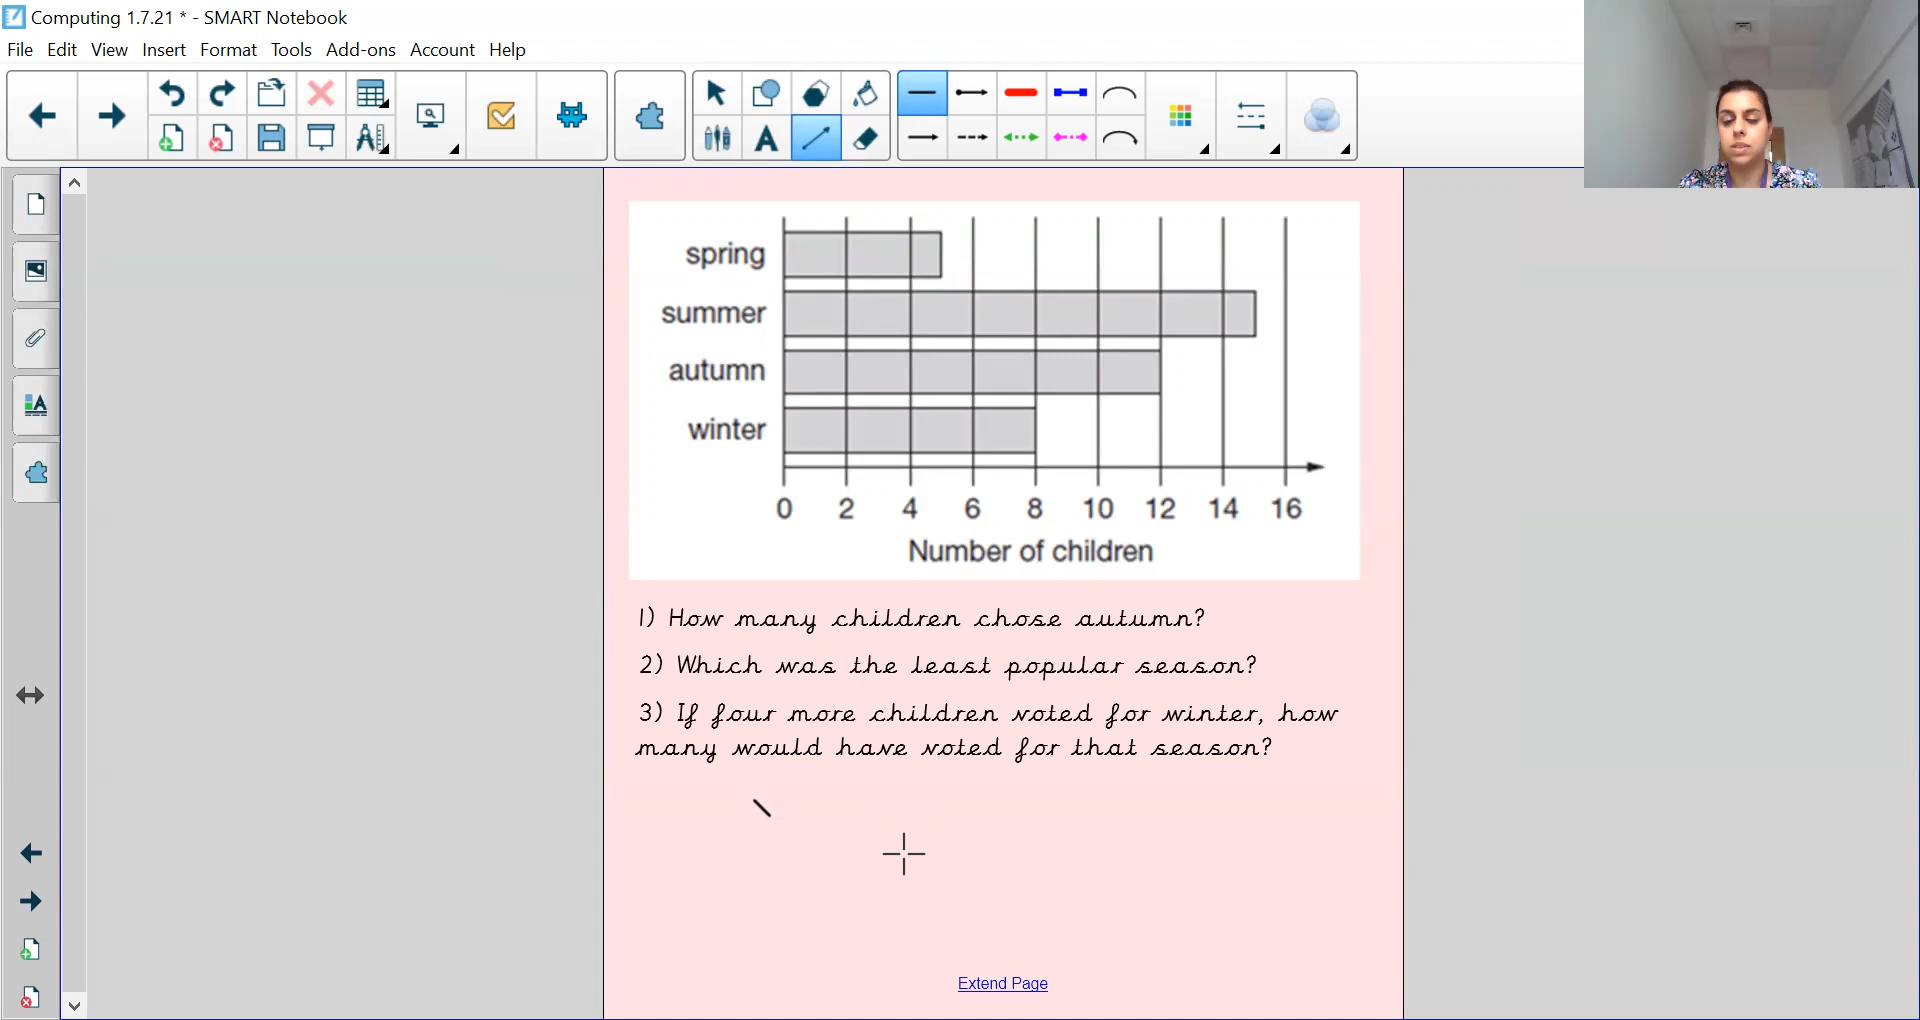 Computing 1.7.21 * - SMART Notebook
File Edit View Insert Format Tools Add-ons Account Help
spring
summer
autumn
winter
0 2 4 6 8 10 12 14 16
Number of children
1) How many children chose autumn?
2) Which was the least popular season?
3) If four more children voted for winter, how
many would have voted for that season?
Extend Page